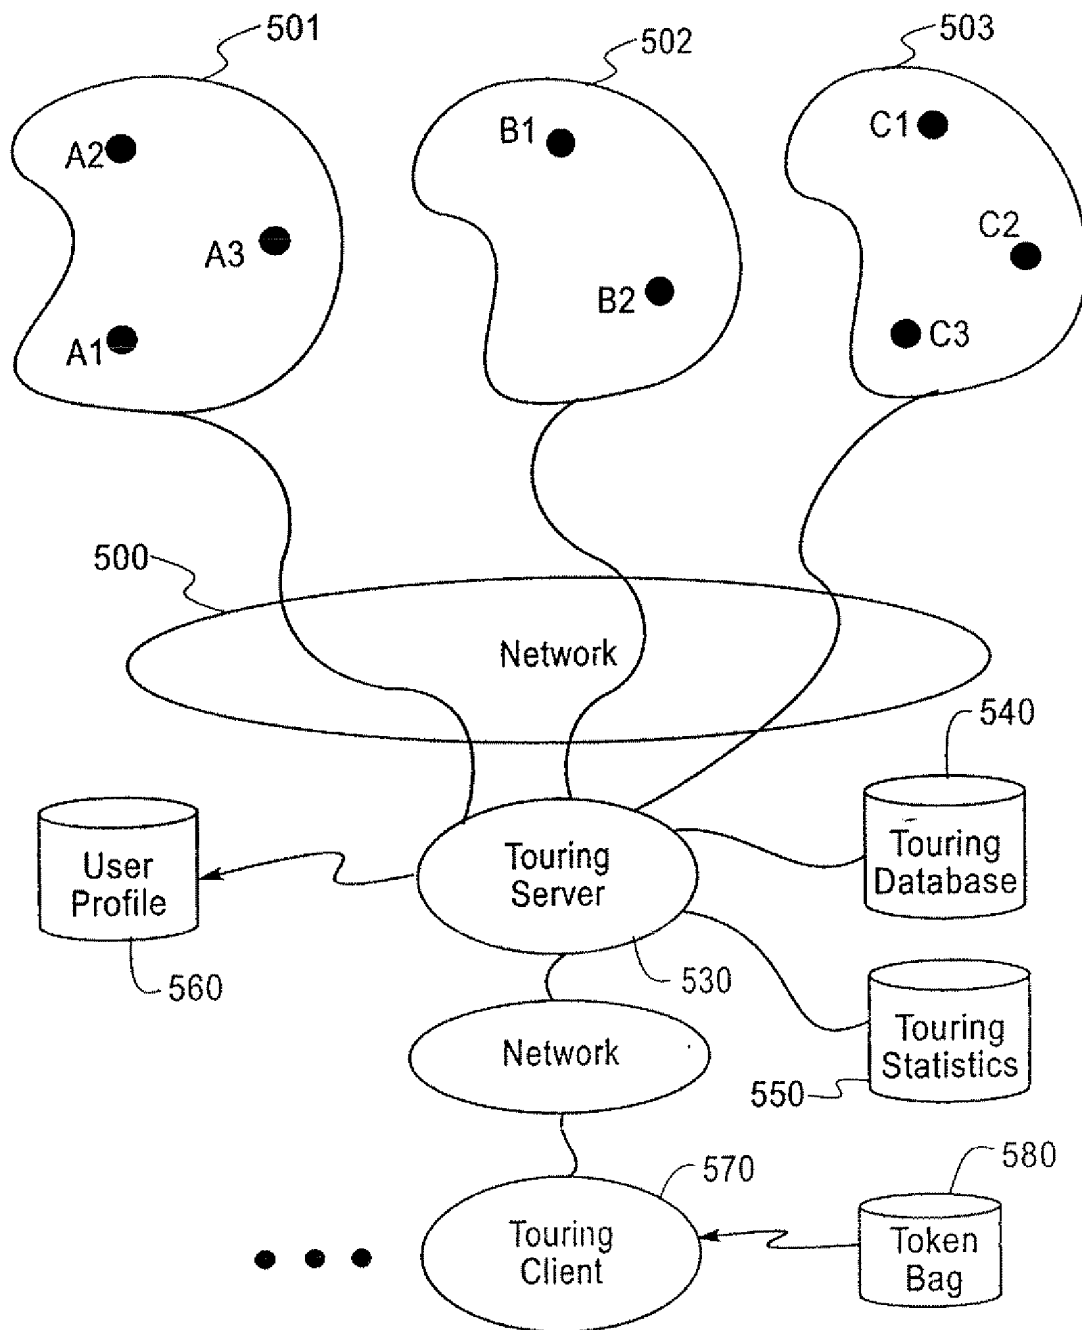 501
502
503
A2
B1
C1
A3
C2
B2
A1
C3
500
Network
540
User
Profile
Touring
Server
Touring
Database
560
530
Network
Touring
Statistics
550
570
580
Touring
Client
Token
Bag